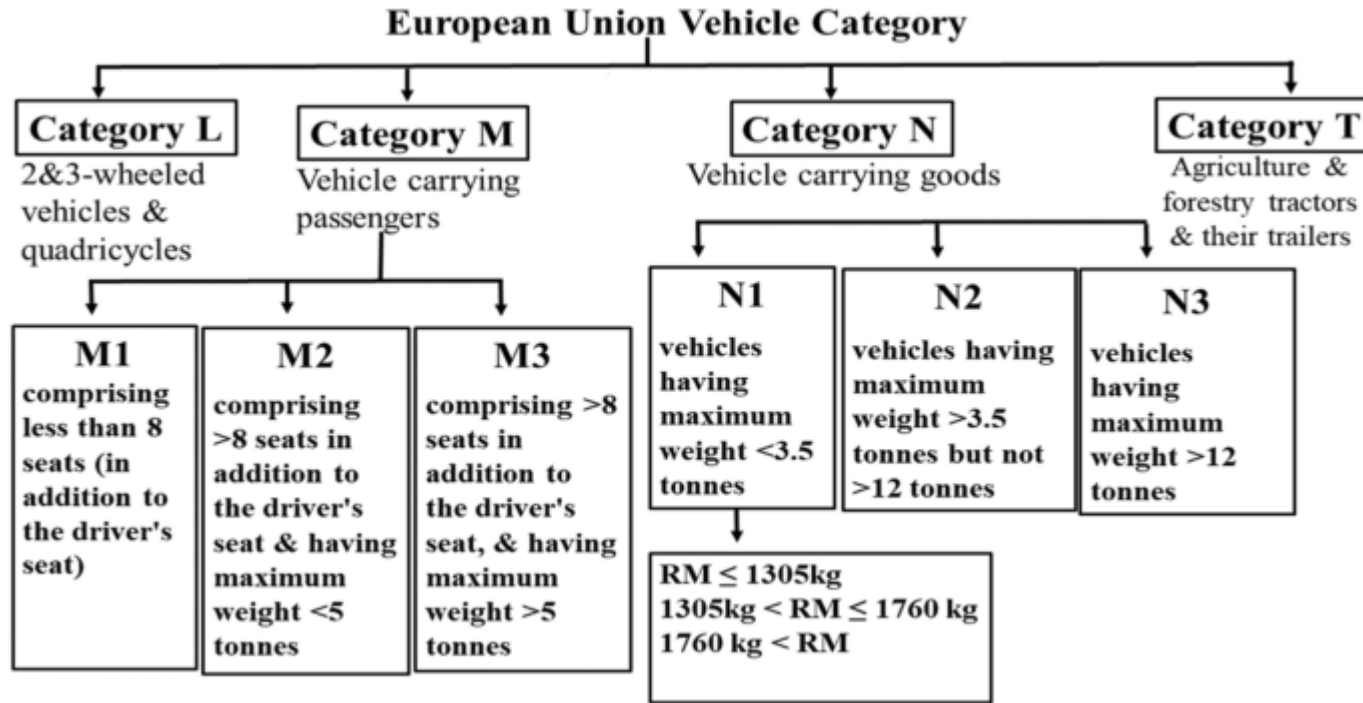 European Union Vehicle Category
Category L
2&3-wheeled
vehicles &
quadricycles
Category M
Vehicle carrying
passengers
Category N
Vehicle carrying goods
Category T
Agriculture &
forestry tractors
& their trailers
M1
comprising
less than 8
seats (in
addition to
the driver's
seat)
M2
comprising
>8 seats in
addition to
the driver's
seat & having
maximum
weight <5
tonnes
M3
comprising >8
seats in
addition to
the driver's
seat, & having
maximum
weight >5
tonnes
N1
vehicles
having
maximum
weight <3.5
tonnes
RM ≤ 1305kg
1305kg < RM ≤ 1760 kg
1760 kg < RM
N2
vehicles having
maximum
weight >3.5
tonnes but not
>12 tonnes
N3
vehicles
having
maximum
weight >12
tonnes